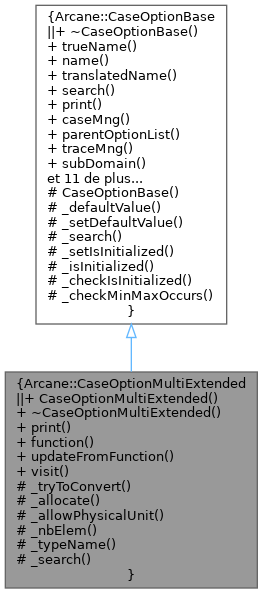 {Arcane::CaseOptionBase
||+ ~CaseOptionBase()
+ trueName()
+ name()
+ translatedName()
+ search()
+ print()
+ caseMng()
+ parentOptionList()
+ traceMng()
+ subDomain()
et 11 de plus...
# CaseOptionBase()
# _defaultValue()
# _setDefaultValue()
# _search()
# _setIsInitialized()
# _isInitialized()
# _checkIsInitialized()
# _checkMinMaxOccurs()
}
{Arcane::CaseOptionMultiExtended
||+ CaseOptionMultiExtended()
+ ~CaseOptionMultiExtended()
+ print()
+ function()
+ updateFromFunction()
+ visit()
# _tryToConvert()
# _allocate()
# _allowPhysicalUnit()
# _nbElem()
# _typeName()
# _search()
}